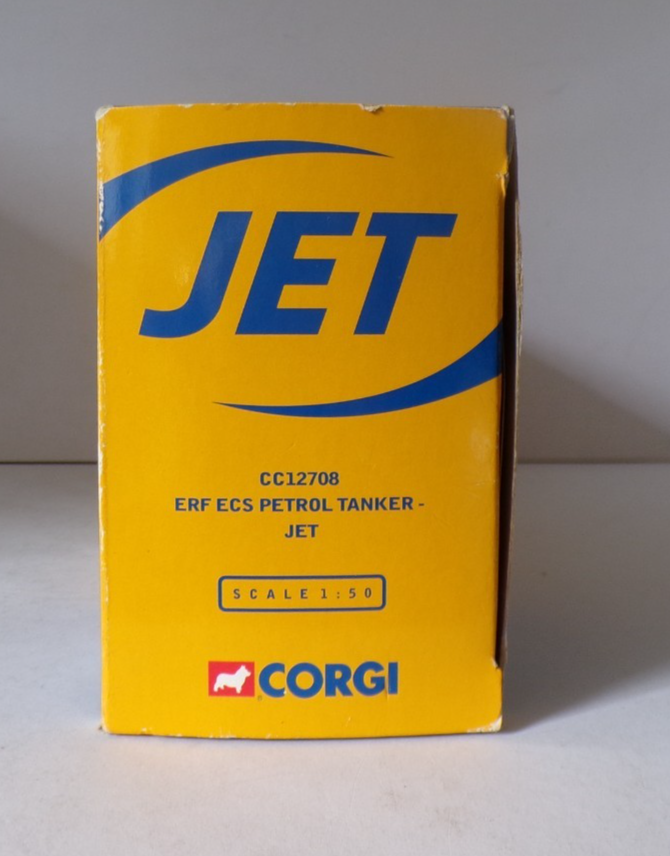 JET
CC12708
ERF ECS PETROL TANKER -
JET
SCALE 1:50
CORGI